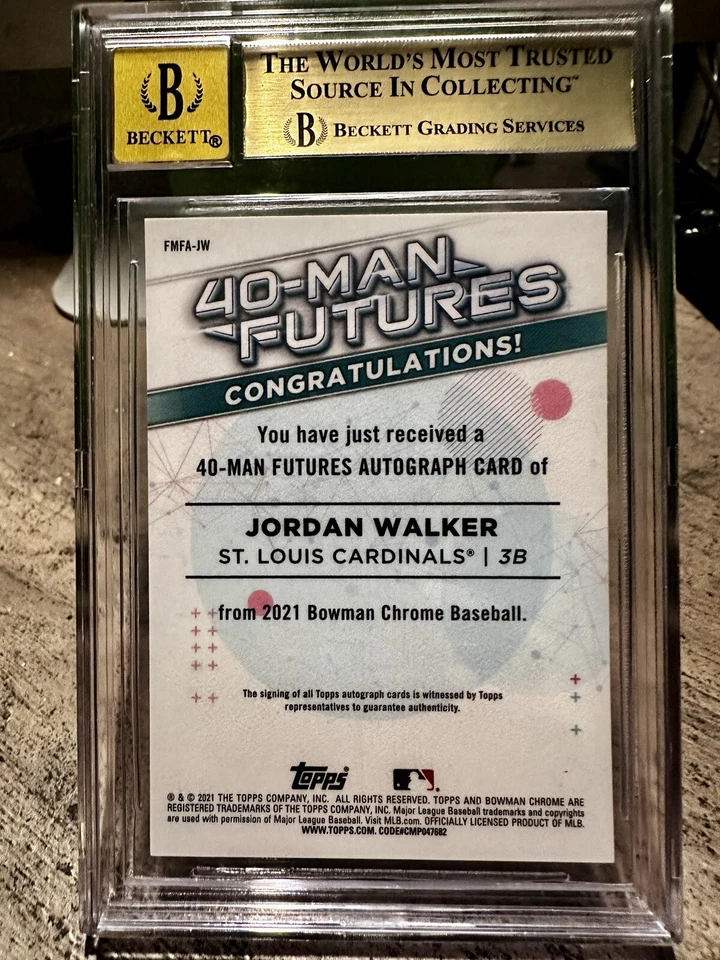 B
BECKETT®
THE WORLD'S MOST TRUSTED
SOURCE IN COLLECTING™
B BECKETT GRADING SERVICES
FMFA-JW
40-MAN
FUTURES
CONGRATULATIONS!
You have just received a
40-MAN FUTURES AUTOGRAPH CARD of
JORDAN WALKER
ST. LOUIS CARDINALS® | 3B
from 2021 Bowman Chrome Baseball.
The signing of all Topps autograph cards is witnessed by Topps
representatives to guarantee authenticity.
topps
® & © 2021 THE TOPPS COMPANY, INC. ALL RIGHTS RESERVED. TOPPS AND BOWMAN CHROME ARE
REGISTERED TRADEMARKS OF THE TOPPS COMPANY, INC. Major League Baseball trademarks and copyrights
are used with permission of Major League Baseball. Visit MLB.com. OFFICIALLY LICENSED PRODUCT OF MLB.
WWW.TOPPS.COM. CODE#CMP047682